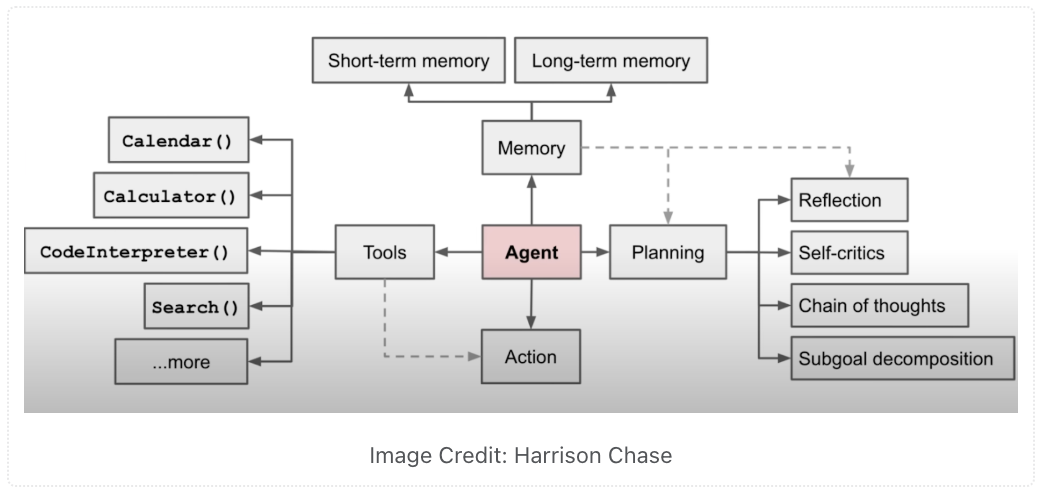 Short-term memory
Long-term memory
Calendar()
Memory
Calculator()
Reflection
CodeInterpreter()
Tools
Agent
Planning
Self-critics
Search()
Chain of thoughts
...more
Action
Subgoal decomposition
Image Credit: Harrison Chase